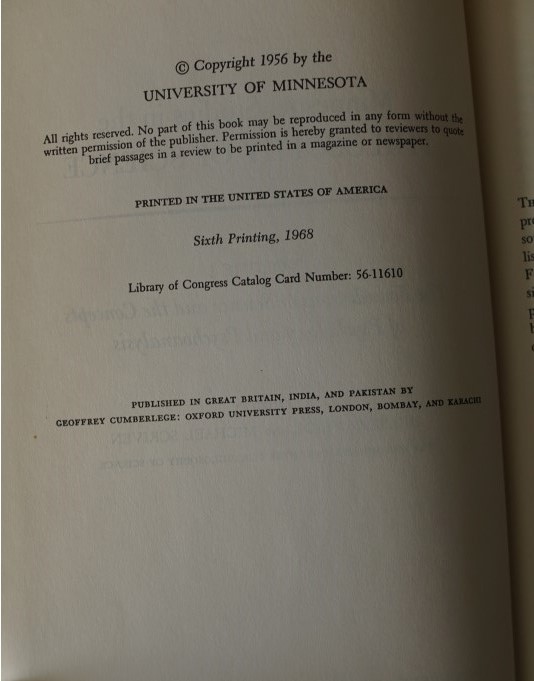 © Copyright 1956 by the
UNIVERSITY OF MINNESOTA
All rights reserved. No part of this book may be reproduced in any form without the
written permission of the publisher. Permission is hereby granted to reviewers to quote
brief passages in a review to be printed in a magazine or newspaper.
PRINTED IN THE UNITED STATES OF AMERICA
Sixth Printing, 1968
Library of Congress Catalog Card Number: 56-11610
PUBLISHED IN GREAT BRITAIN, INDIA, AND PAKISTAN BY
GEOFFREY CUMBERLEGE: OXFORD UNIVERSITY PRESS, LONDON, BOMBAY, AND KARACHI